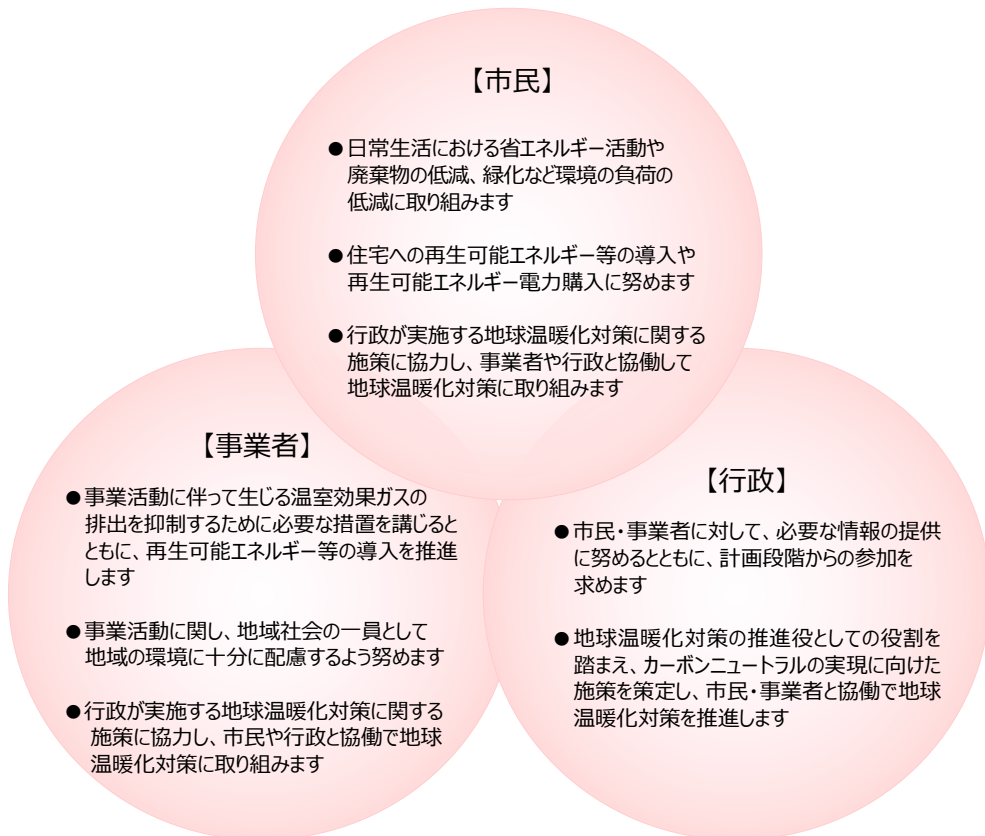 【市民】
●日常生活における省エネルギー活動や
廃棄物の低減、緑化など環境の負荷の
低減に取り組みます
●住宅への再生可能エネルギー等の導入や
再生可能エネルギー電力購入に努めます
●行政が実施する地球温暖化対策に関する
施策に協力し、事業者や行政と協働して
地球温暖化対策に取り組みます
【事業者】
●事業活動に伴って生じる温室効果ガスの
排出を抑制するために必要な措置を講じると
ともに、再生可能エネルギー等の導入を推進
します
●事業活動に関し、地域社会の一員として
地域の環境に十分に配慮するよう努めます
●行政が実施する地球温暖化対策に関する
施策に協力し、市民や行政と協働で地球
温暖化対策に取り組みます
【行政】
●市民・事業者に対して、必要な情報の提供
に努めるとともに、計画段階からの参加を
求めます
●地球温暖化対策の推進役としての役割を
踏まえ、カーボンニュートラルの実現に向けた
施策を策定し、市民・事業者と協働で地球
温暖化対策を推進します